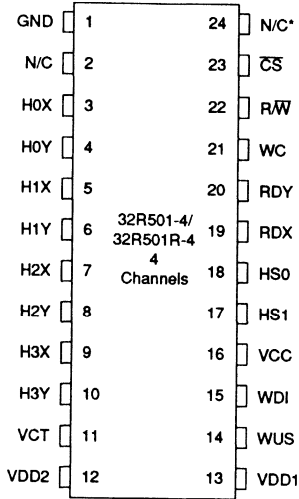 GND 1 24 N/C*
N/C 2 23 C̅S̅
H0X 3 22 R/W̅
H0Y 4 21 WC
H1X 5 20 RDY
H1Y 6 19 RDX
H2X 7 18 HS0
H2Y 8 17 HS1
H3X 9 16 VCC
H3Y 10 15 WDI
VCT 11 14 WUS
VDD2 12 13 VDD1
32R501-4/
32R501R-4
4
Channels